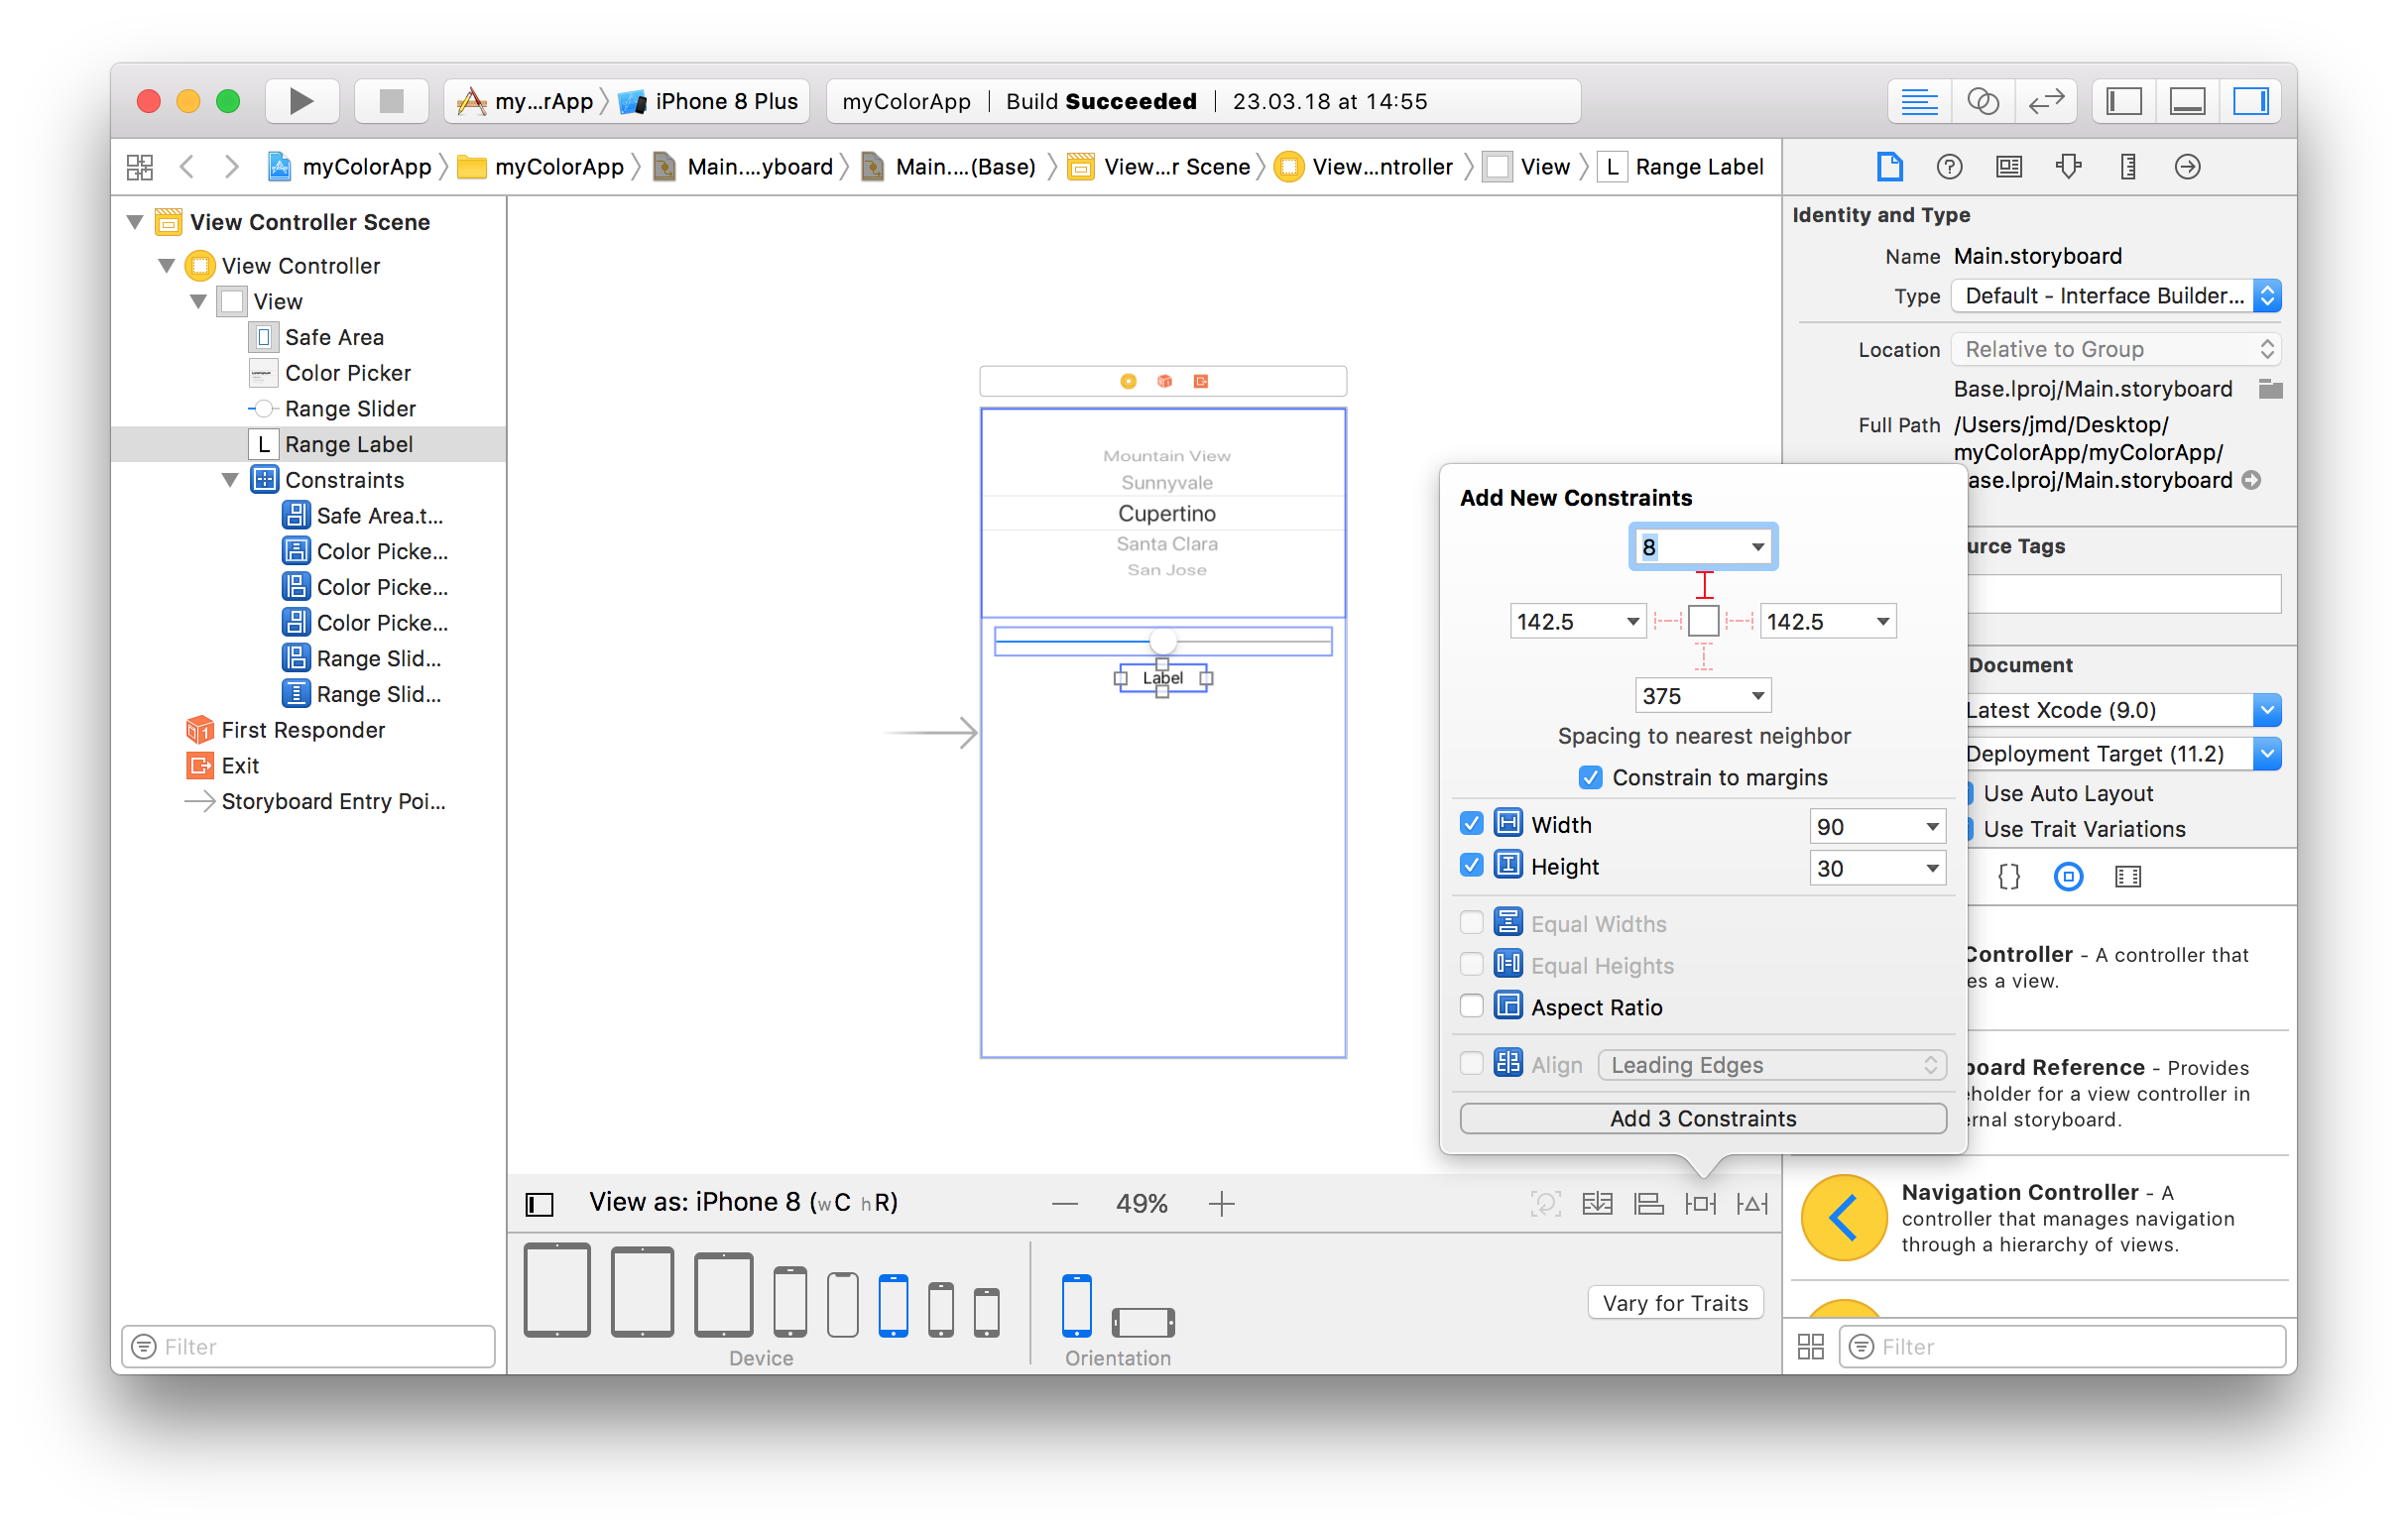 my...rApp
iPhone 8 Plus
myColorApp | Build Succeeded | 23.03.18 at 14:55
myColorApp
myColorApp
Main....yboard
Main....(Base)
View...r Scene
View...ntroller
View
L Range Label
View Controller Scene
View Controller
View
Safe Area
Color Picker
Range Slider
L Range Label
Constraints
Safe Area.t...
Color Picke...
Color Picke...
Color Picke...
Range Slid...
Range Slid...
First Responder
Exit
Storyboard Entry Poi...
Filter
Mountain View
Sunnyvale
Cupertino
Santa Clara
San Jose
Label
View as: iPhone 8 (wC hR)
49%
Device
Orientation
Vary for Traits
Add New Constraints
8
142.5
142.5
375
Spacing to nearest neighbor
Constrain to margins
Width 90
Height 30
Equal Widths
Equal Heights
Aspect Ratio
Align Leading Edges
Add 3 Constraints
Identity and Type
Name Main.storyboard
Type Default - Interface Builder...
Location Relative to Group
Base.lproj/Main.storyboard
Full Path /Users/jmd/Desktop/
myColorApp/myColorApp/
ase.lproj/Main.storyboard
urce Tags
Document
Latest Xcode (9.0)
Deployment Target (11.2)
Use Auto Layout
Use Trait Variations
{}
Controller - A controller that
es a view.
board Reference - Provides
eholder for a view controller in
ernal storyboard.
Navigation Controller - A
controller that manages navigation
through a hierarchy of views.
Filter